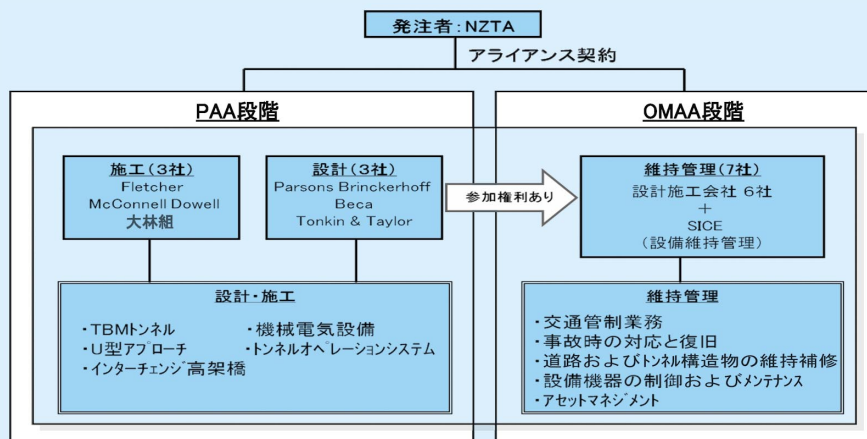 発注者:NZTA
アライアンス契約
PAA段階
OMAA段階
施工(3社)
Fletcher
McConnell Dowell
大林組
設計(3社)
Parsons Brinckerhoff
Beca
Tonkin & Taylor
参加権利あり
維持管理(7社)
設計施工会社 6社
+
SICE
(設備維持管理)
設計・施工
・TBMトンネル
・U型アプローチ
・インターチェンジ高架橋
・機械電気設備
・トンネルオペレーションシステム
維持管理
・交通管制業務
・事故時の対応と復旧
・道路およびトンネル構造物の維持補修
・設備機器の制御およびメンテナンス
・アセットマネジメント